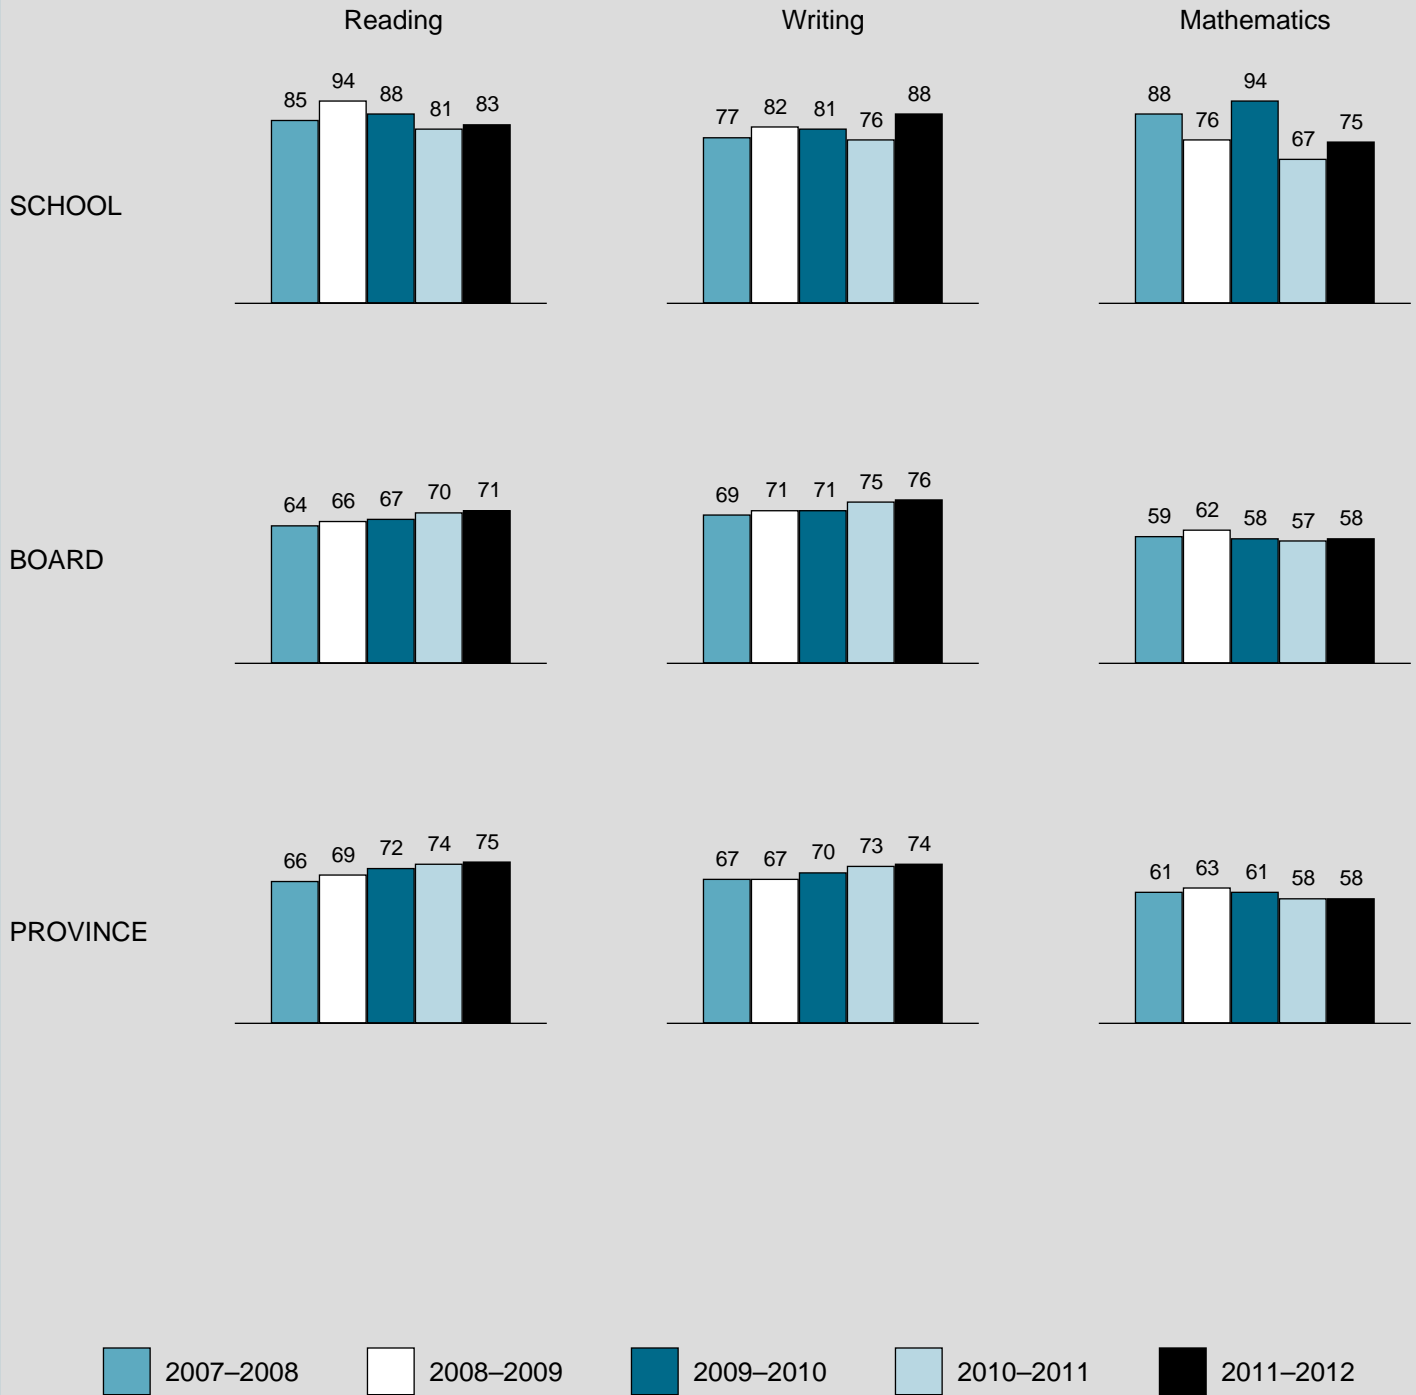 Reading Writing Mathematics
85 94 88 81 83 77 82 81 76 88 88 76 94 67 75
SCHOOL
64 66 67 70 71 69 71 71 75 76 59 62 58 57 58
BOARD
66 69 72 74 75 67 67 70 73 74 61 63 61 58 58
PROVINCE
2007–2008 2008–2009 2009–2010 2010–2011 2011–2012